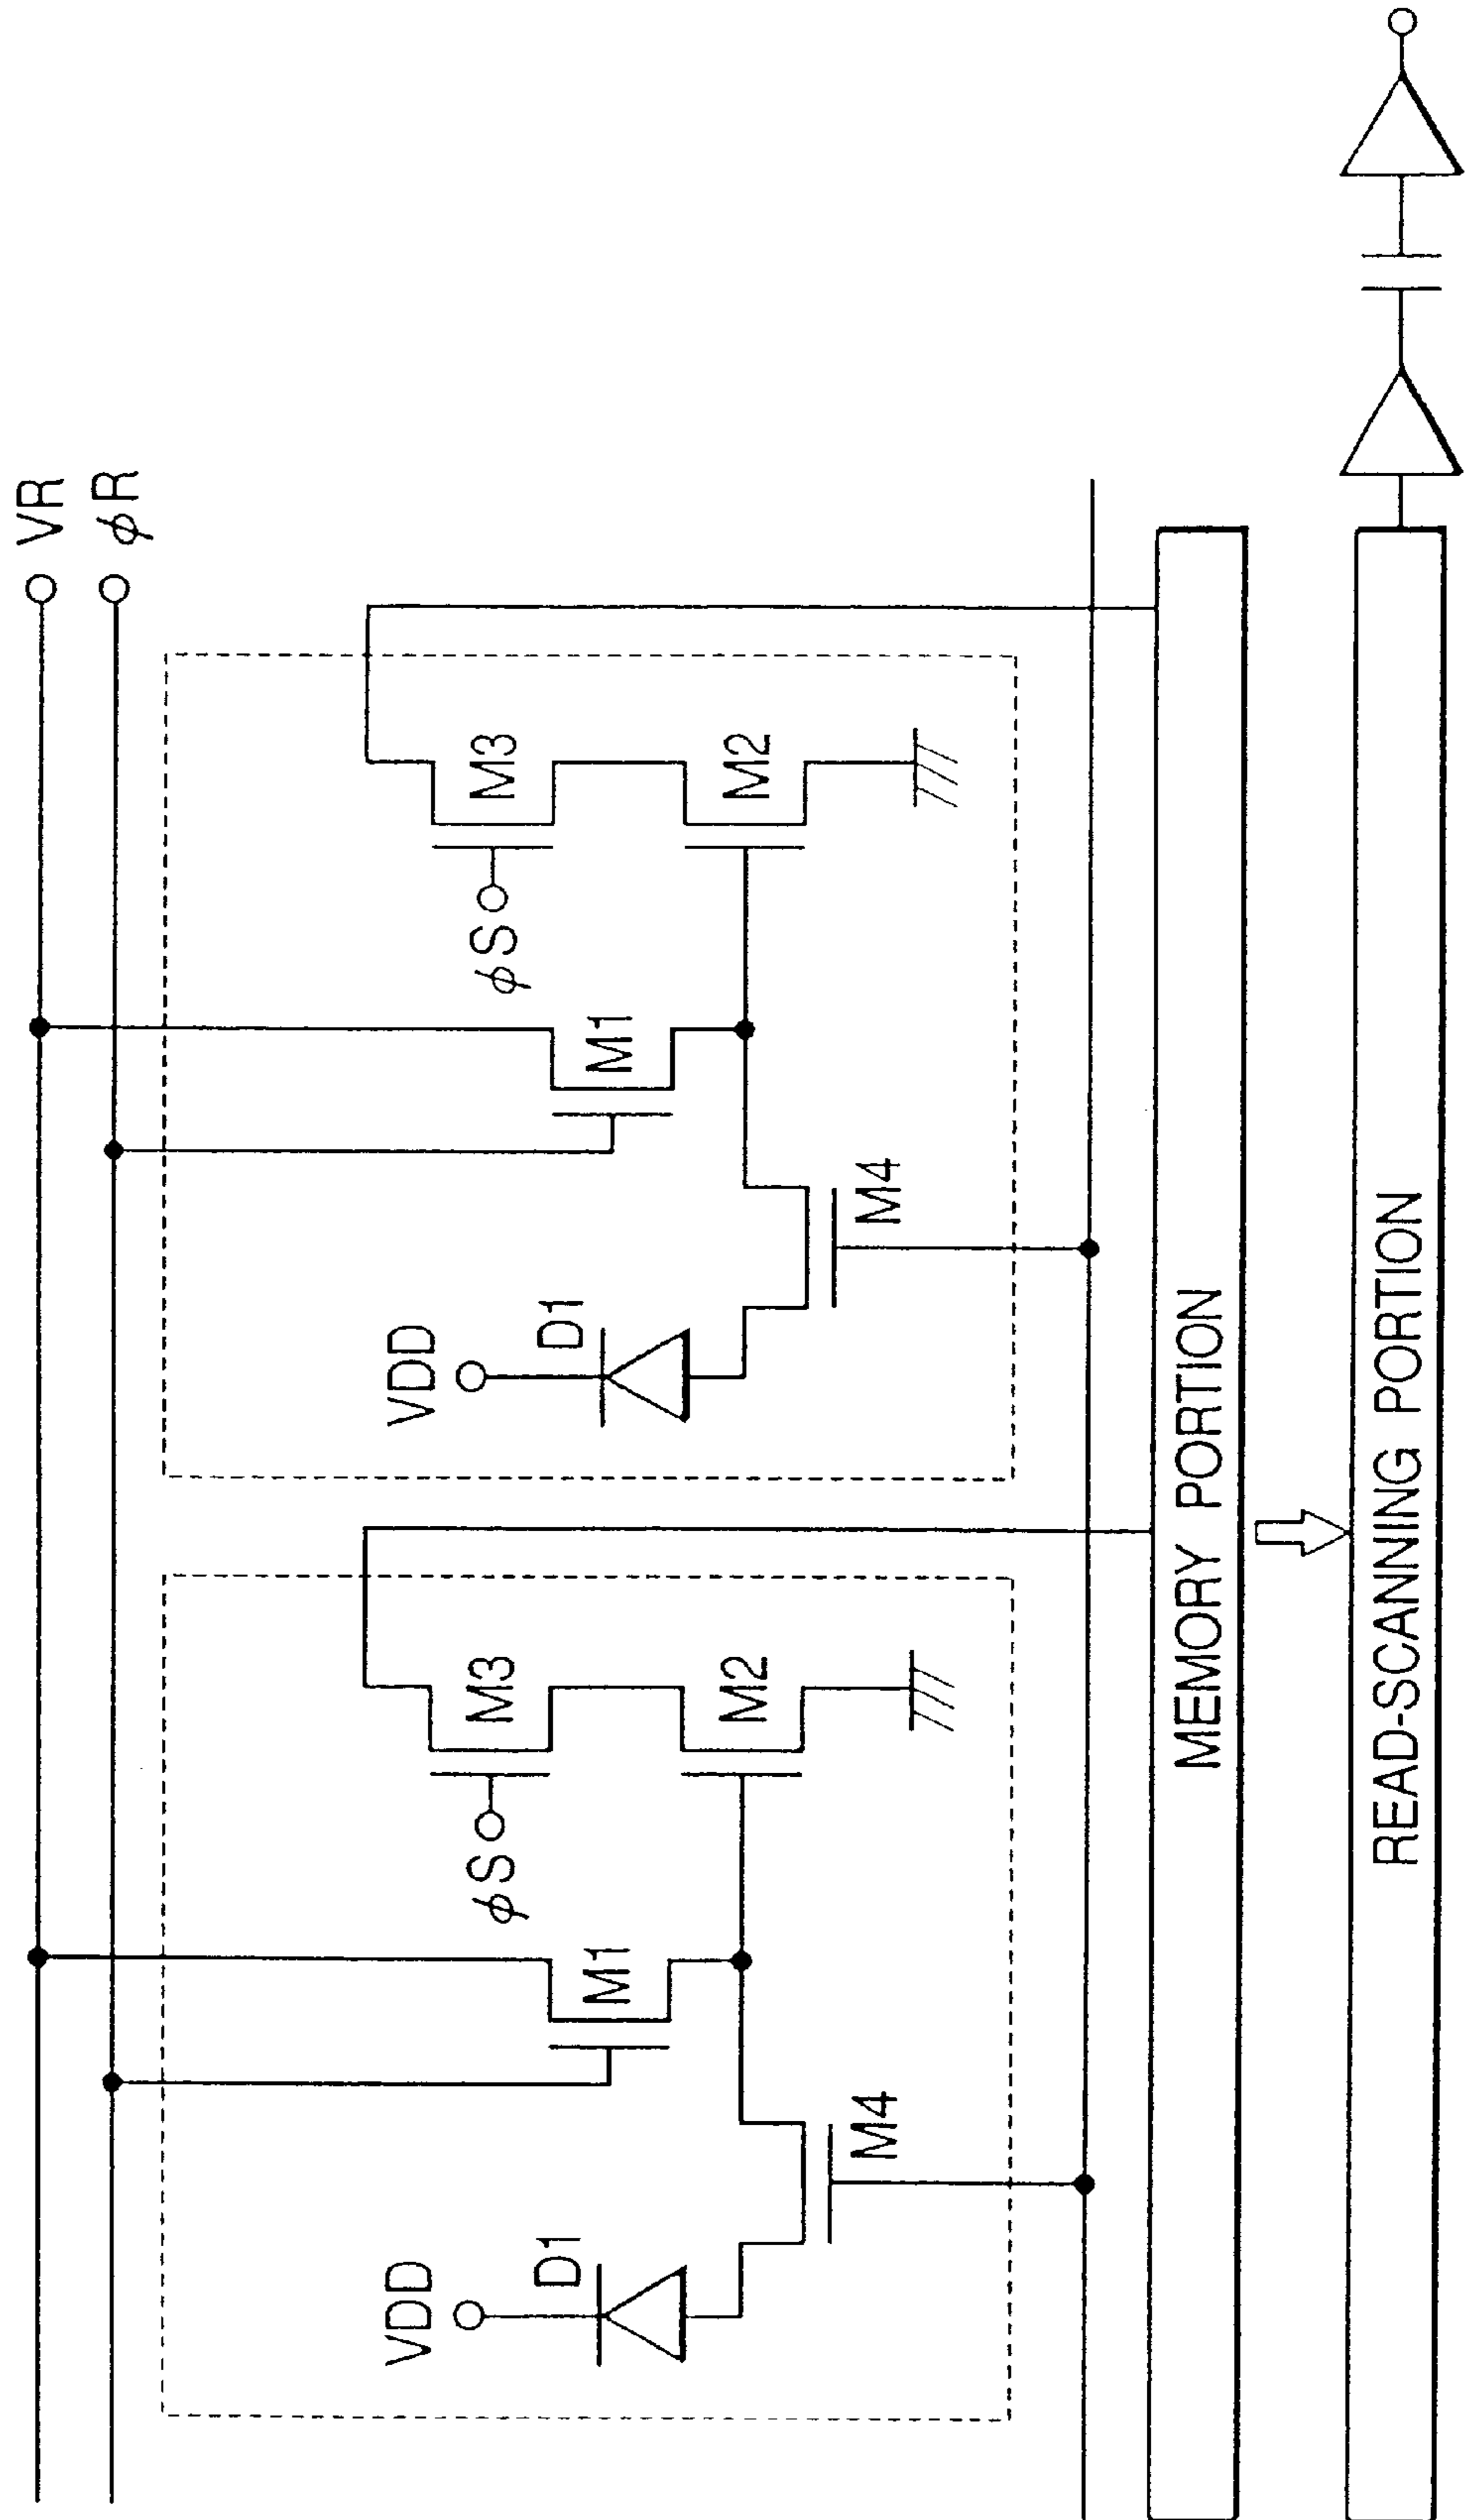 VR
φR
VDD
D1
M4
M1
φS
M3
M2
VDD
D1
M4
M1
φS
M3
M2
MEMORY PORTION
READ-SCANNING PORTION